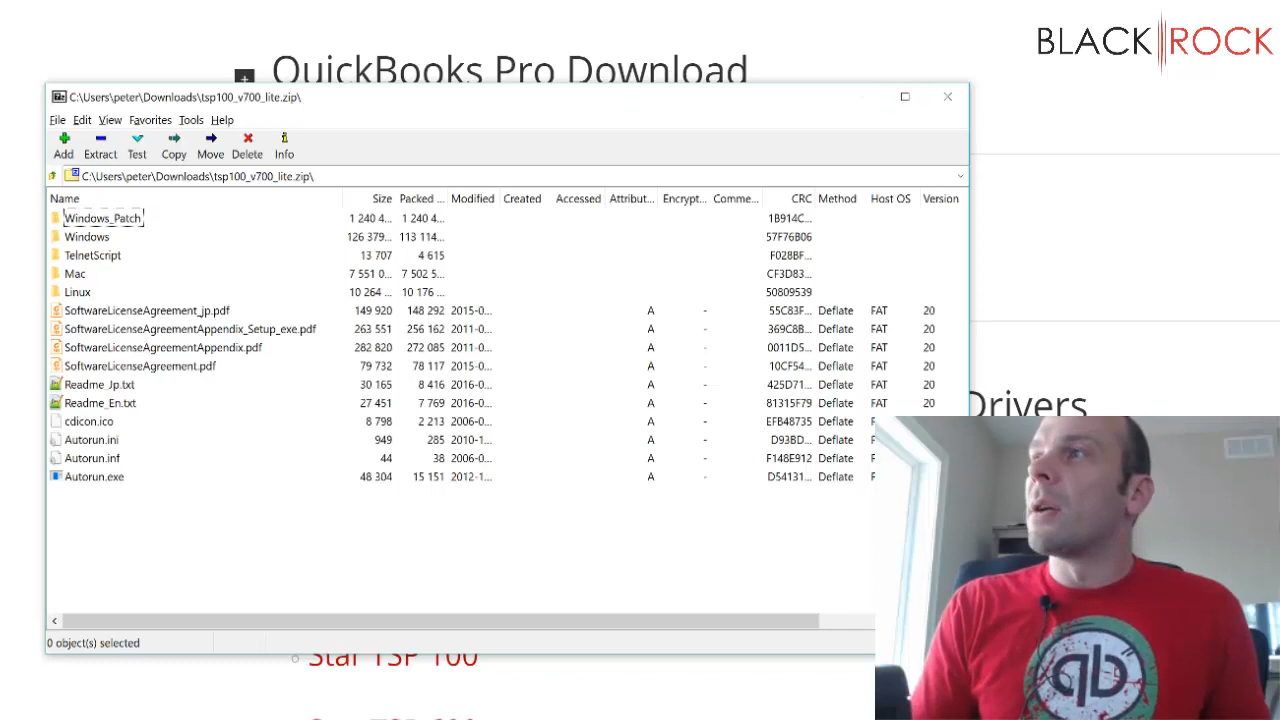 BLACK ROCK
QuickBooks Pro Download
C:\Users\peter\Downloads\tsp100_v700_lite.zip\
File Edit View Favorites Tools Help
Add Extract Test Copy Move Delete Info
C:\Users\peter\Downloads\tsp100_v700_lite.zip\
Name Size Packed ... Modified Created Accessed Attribut... Encrypt... Comme... CRC Method Host OS Version
Windows_Patch 1 240 4... 1 240 4... 1B914C...
Windows 126 379... 113 114... 57F76B06
TelnetScript 13 707 4 615 F028BF...
Mac 7 551 0... 7 502 5... CF3D83...
Linux 10 264 ... 10 176 ... 50809539
SoftwareLicenseAgreement_jp.pdf 149 920 148 292 2015-0... A - 55C83F... Deflate FAT 20
SoftwareLicenseAgreementAppendix_Setup_exe.pdf 263 551 256 162 2011-0... A - 369C8B... Deflate FAT 20
SoftwareLicenseAgreementAppendix.pdf 282 820 272 085 2011-0... A - 0011D5... Deflate FAT 20
SoftwareLicenseAgreement.pdf 79 732 78 117 2015-0... A - 10CF54... Deflate FAT 20
Readme_Jp.txt 30 165 8 416 2016-0... A - 425D71... Deflate FAT 20
Readme_En.txt 27 451 7 769 2016-0... A - 81315F79 Deflate FAT 20
Drivers
cdicon.ico 8 798 2 213 2006-0... A - EFB48735 Deflate
Autorun.ini 949 285 2010-1... A - D93BD... Deflate
Autorun.inf 44 38 2006-0... A - F148E912 Deflate
Autorun.exe 48 304 15 151 2012-1... A - D54131... Deflate
0 object(s) selected
Star TSP 100
qb